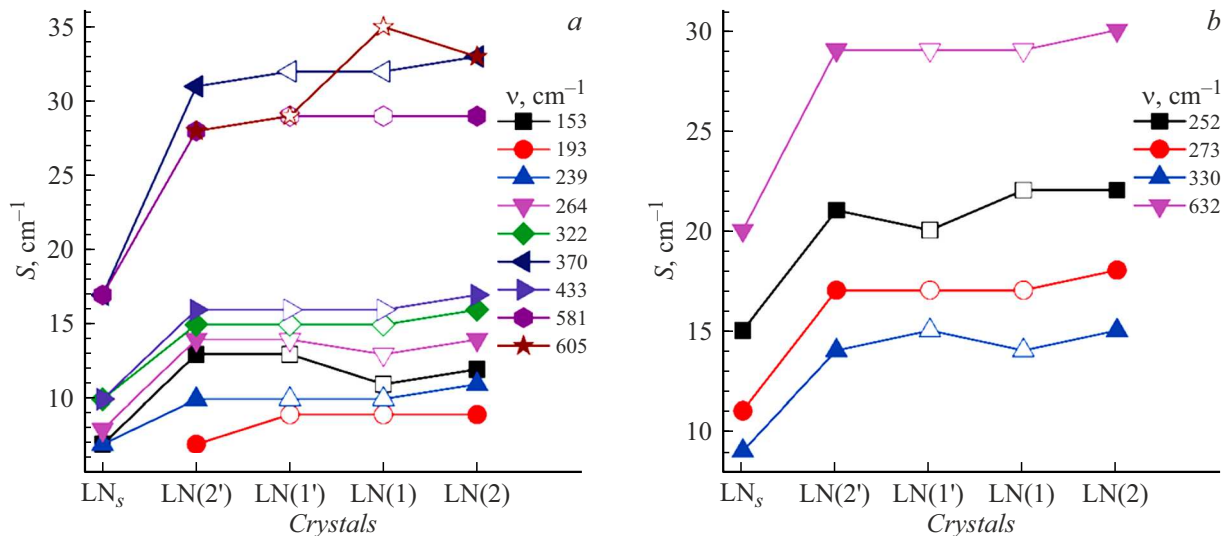 a
35
30
25
20
15
10
S, cm⁻¹
ν, cm⁻¹
153
193
239
264
322
370
433
581
605
LNₛ LN(2') LN(1') LN(1) LN(2)
Crystals
b
30
25
20
15
10
S, cm⁻¹
ν, cm⁻¹
252
273
330
632
LNₛ LN(2') LN(1') LN(1) LN(2)
Crystals